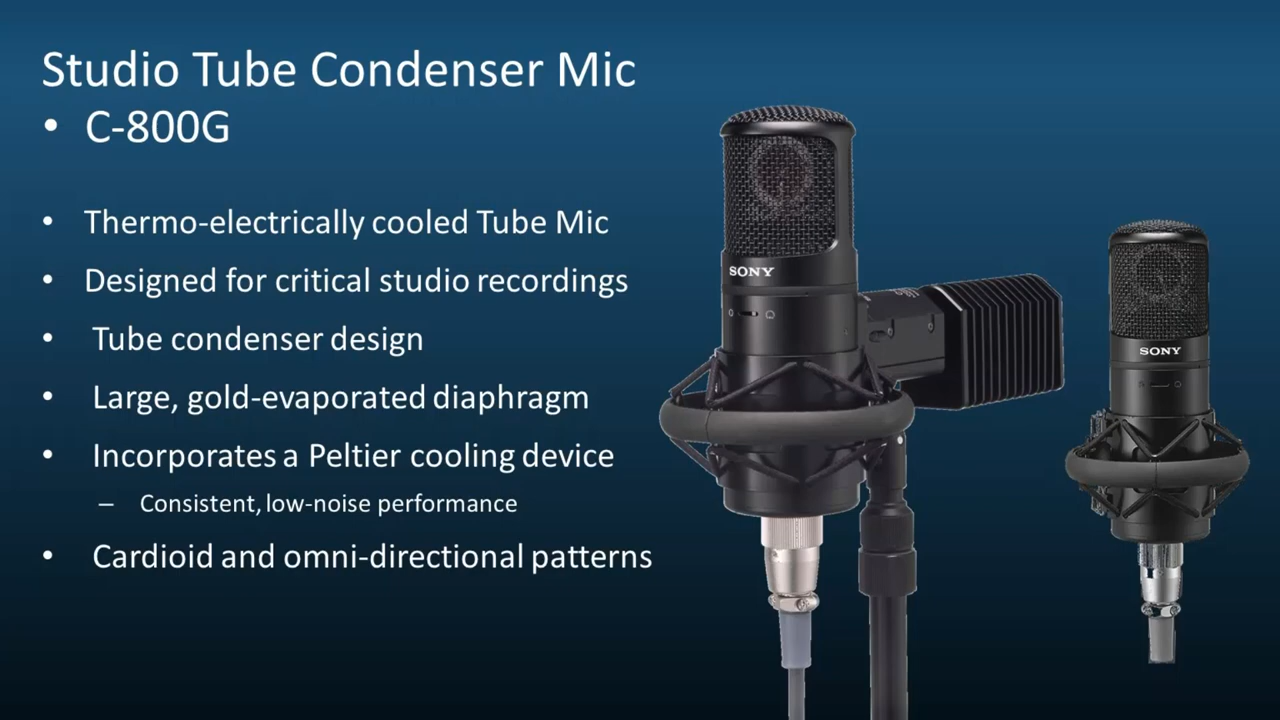 Studio Tube Condenser Mic
• C-800G
• Thermo-electrically cooled Tube Mic
• Designed for critical studio recordings
• Tube condenser design
• Large, gold-evaporated diaphragm
• Incorporates a Peltier cooling device
– Consistent, low-noise performance
• Cardioid and omni-directional patterns
SONY
SONY